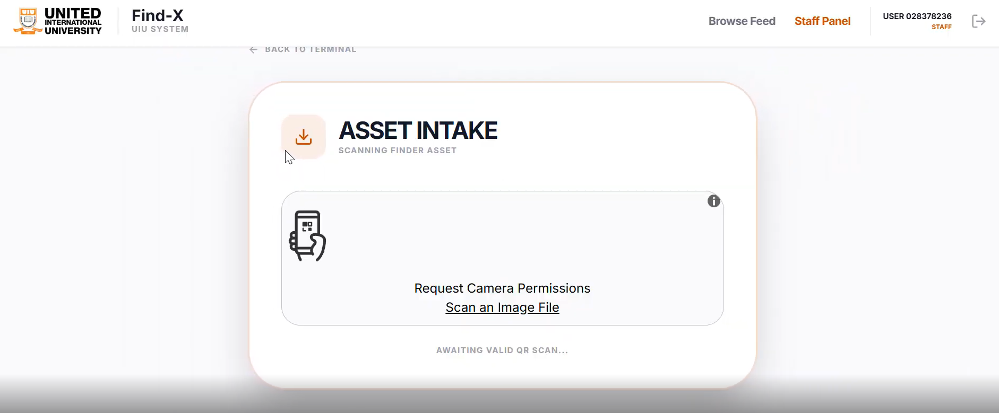 UNITED
INTERNATIONAL
UNIVERSITY
Find-X
UIU SYSTEM
Browse Feed
Staff Panel
USER 028378236
STAFF
BACK TO TERMINAL
ASSET INTAKE
SCANNING FINDER ASSET
Request Camera Permissions
Scan an Image File
AWAITING VALID QR SCAN...